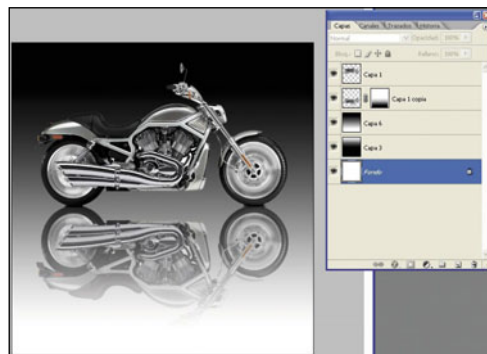 Capas Canales Trazados Historia
Normal Opacidad: 100%
Bloq.: Relleno: 100%
Capa 1
Capa 1 copia
Capa 6
Capa 3
Fondo